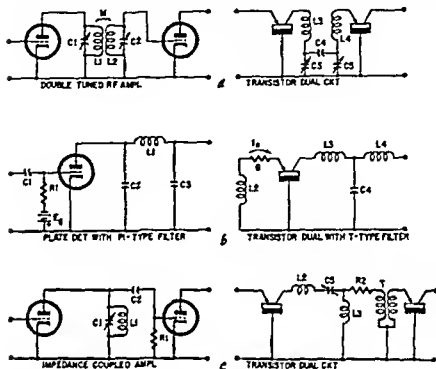 M
C1
L1
L2
C2
DOUBLE TUNED RF AMPL
a
L3
C4
L4
C5
C5
TRANSISTOR DUAL CKT
C1
R1
L1
C2
C3
PLATE DET WITH PI-TYPE FILTER
b
L2
L3
L4
C4
TRANSISTOR DUAL WITH T-TYPE FILTER
C2
C1
L1
R1
IMPEDANCE COUPLED AMPL
c
L2
C5
R2
T
L3
TRANSISTOR DUAL CKT